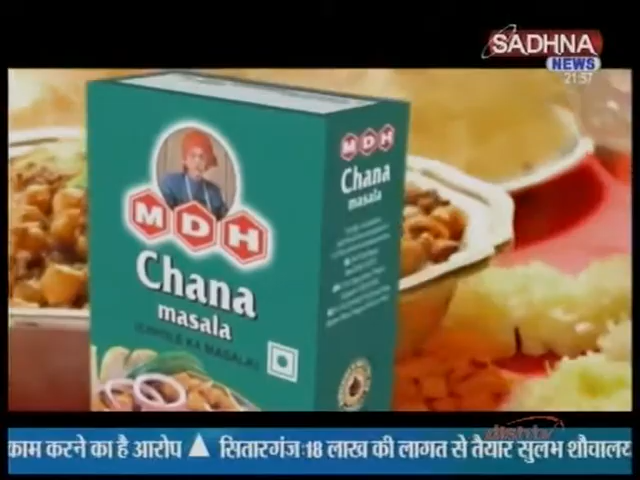 SADHNA
NEWS
21:57
MDH
MDH
Chana
masala
Chana
masala
(CHHOLE KA MASALA)
dishtv
काम करने का है आरोप ▲ सितारगंज:18 लाख की लागत से तैयार सुलभ शौचालय